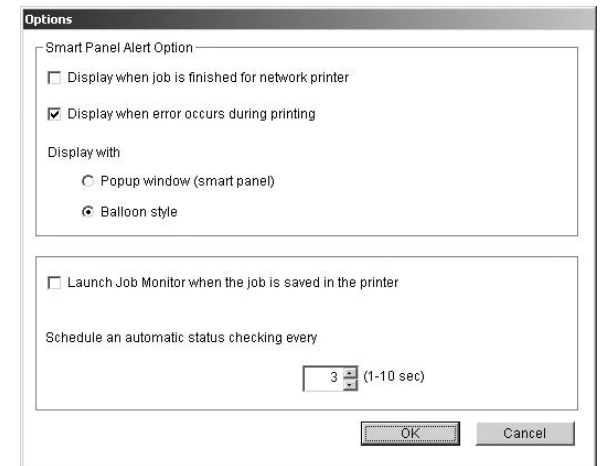 Options
Smart Panel Alert Option
Display when job is finished for network printer
Display when error occurs during printing
Display with
Popup window (smart panel)
Balloon style
Launch Job Monitor when the job is saved in the printer
Schedule an automatic status checking every
3 (1-10 sec)
OK Cancel